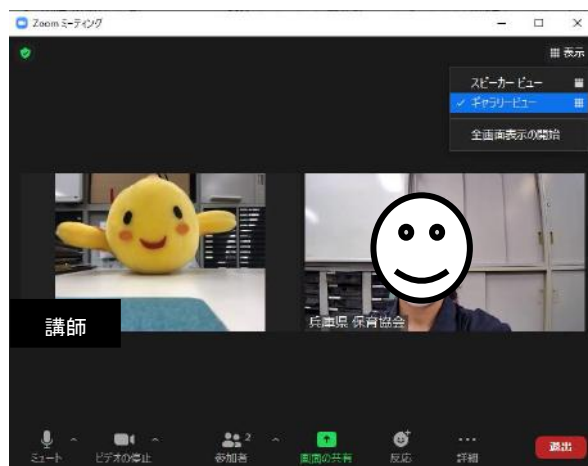 Zoom ミーティング
表示
スピーカー ビュー
ギャラリービュー
全画面表示の開始
講師
兵庫県 保育協会
ミュート
ビデオの停止
2
参加者
画面の共有
反応
詳細
退出